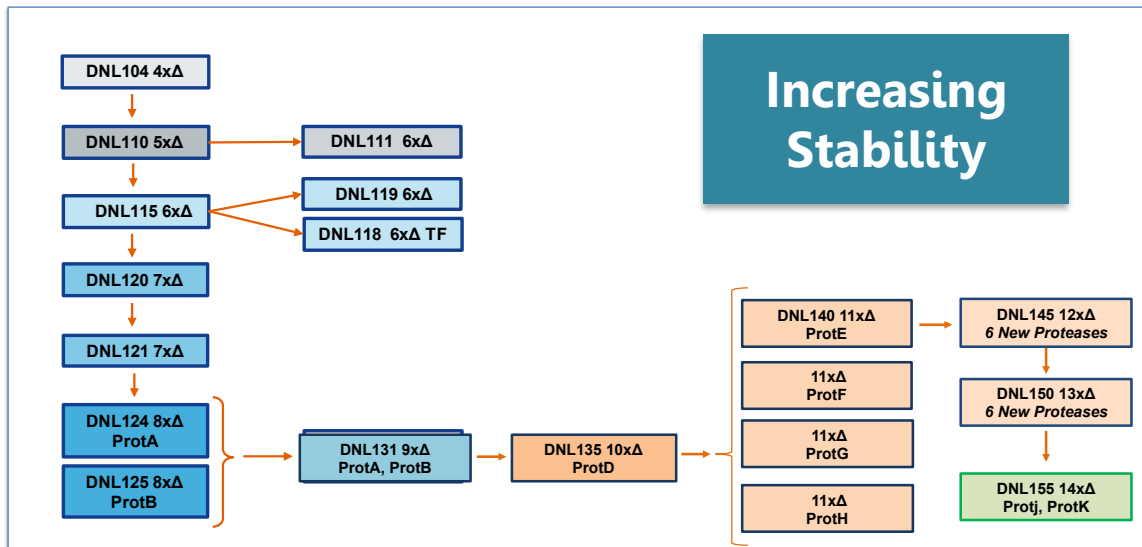 Increasing
Stability
DNL104 4xΔ
DNL110 5xΔ
DNL111  6xΔ
DNL115 6xΔ
DNL119 6xΔ
DNL118  6xΔ TF
DNL120 7xΔ
DNL121 7xΔ
DNL124 8xΔ
ProtA
DNL125 8xΔ
ProtB
DNL131 9xΔ
ProtA, ProtB
DNL135 10xΔ
ProtD
DNL140 11xΔ
ProtE
11xΔ
ProtF
11xΔ
ProtG
11xΔ
ProtH
DNL145 12xΔ
6 New Proteases
DNL150 13xΔ
6 New Proteases
DNL155 14xΔ
Protj, ProtK